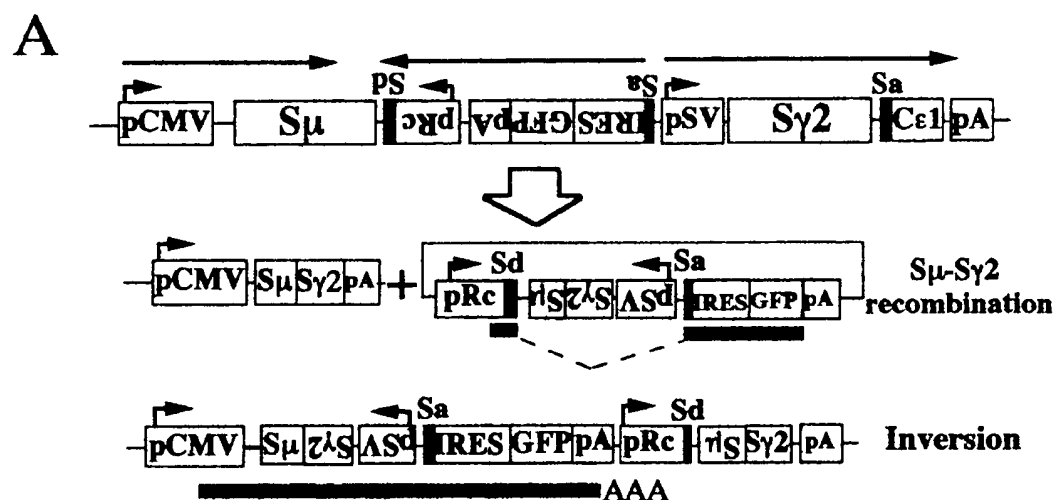 A
Sd Sa Sa
pCMV Sμ pRc pA GFP IRES pSV Sγ2 Cε1 pA
Sd Sa
pCMV Sμ Sγ2 pA + pRc Sμ Sγ2 pSV IRES GFP pA
Sμ-Sγ2
recombination
Sa Sd
pCMV Sμ Sγ2 pSV IRES GFP pA pRc Sμ Sγ2 pA
Inversion
AAA